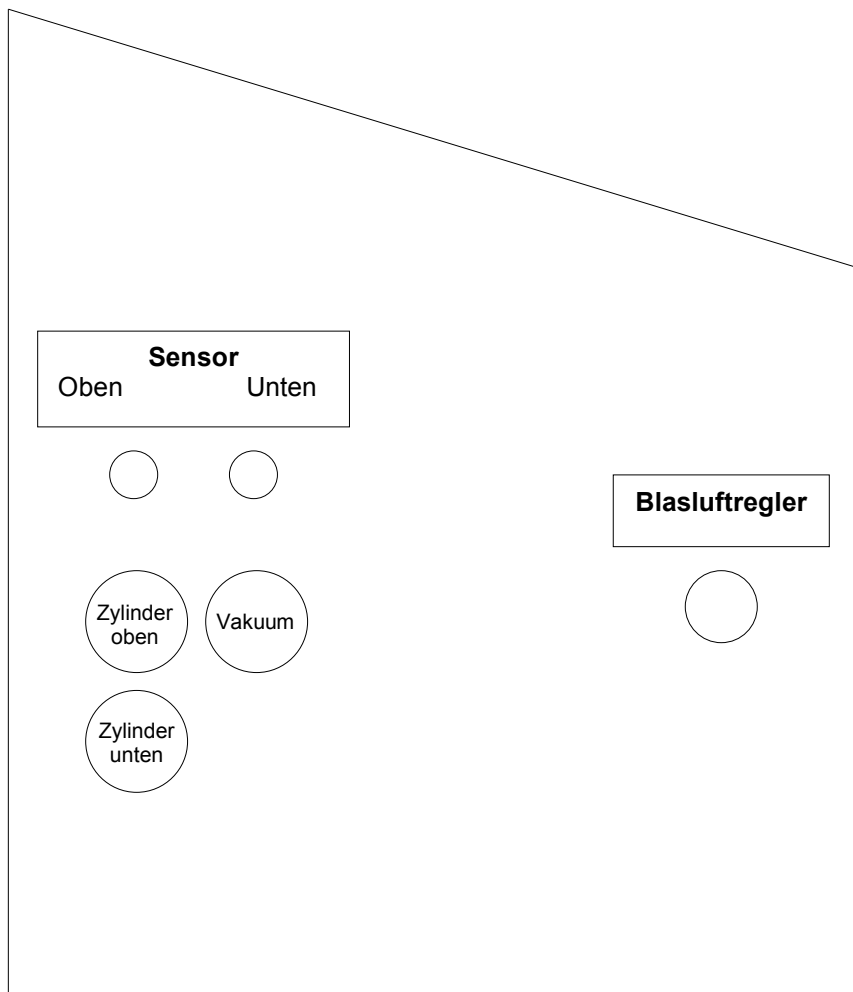 Sensor
Oben Unten
Blasluftregler
Zylinder
oben
Vakuum
Zylinder
unten